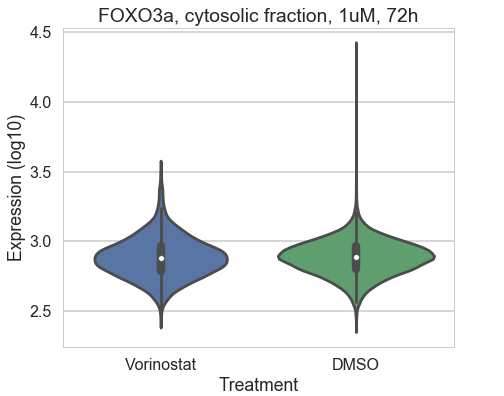 FOXO3a, cytosolic fraction, 1uM, 72h
4.5
4.0
3.5
3.0
2.5
Expression (log10)
Vorinostat DMSO
Treatment